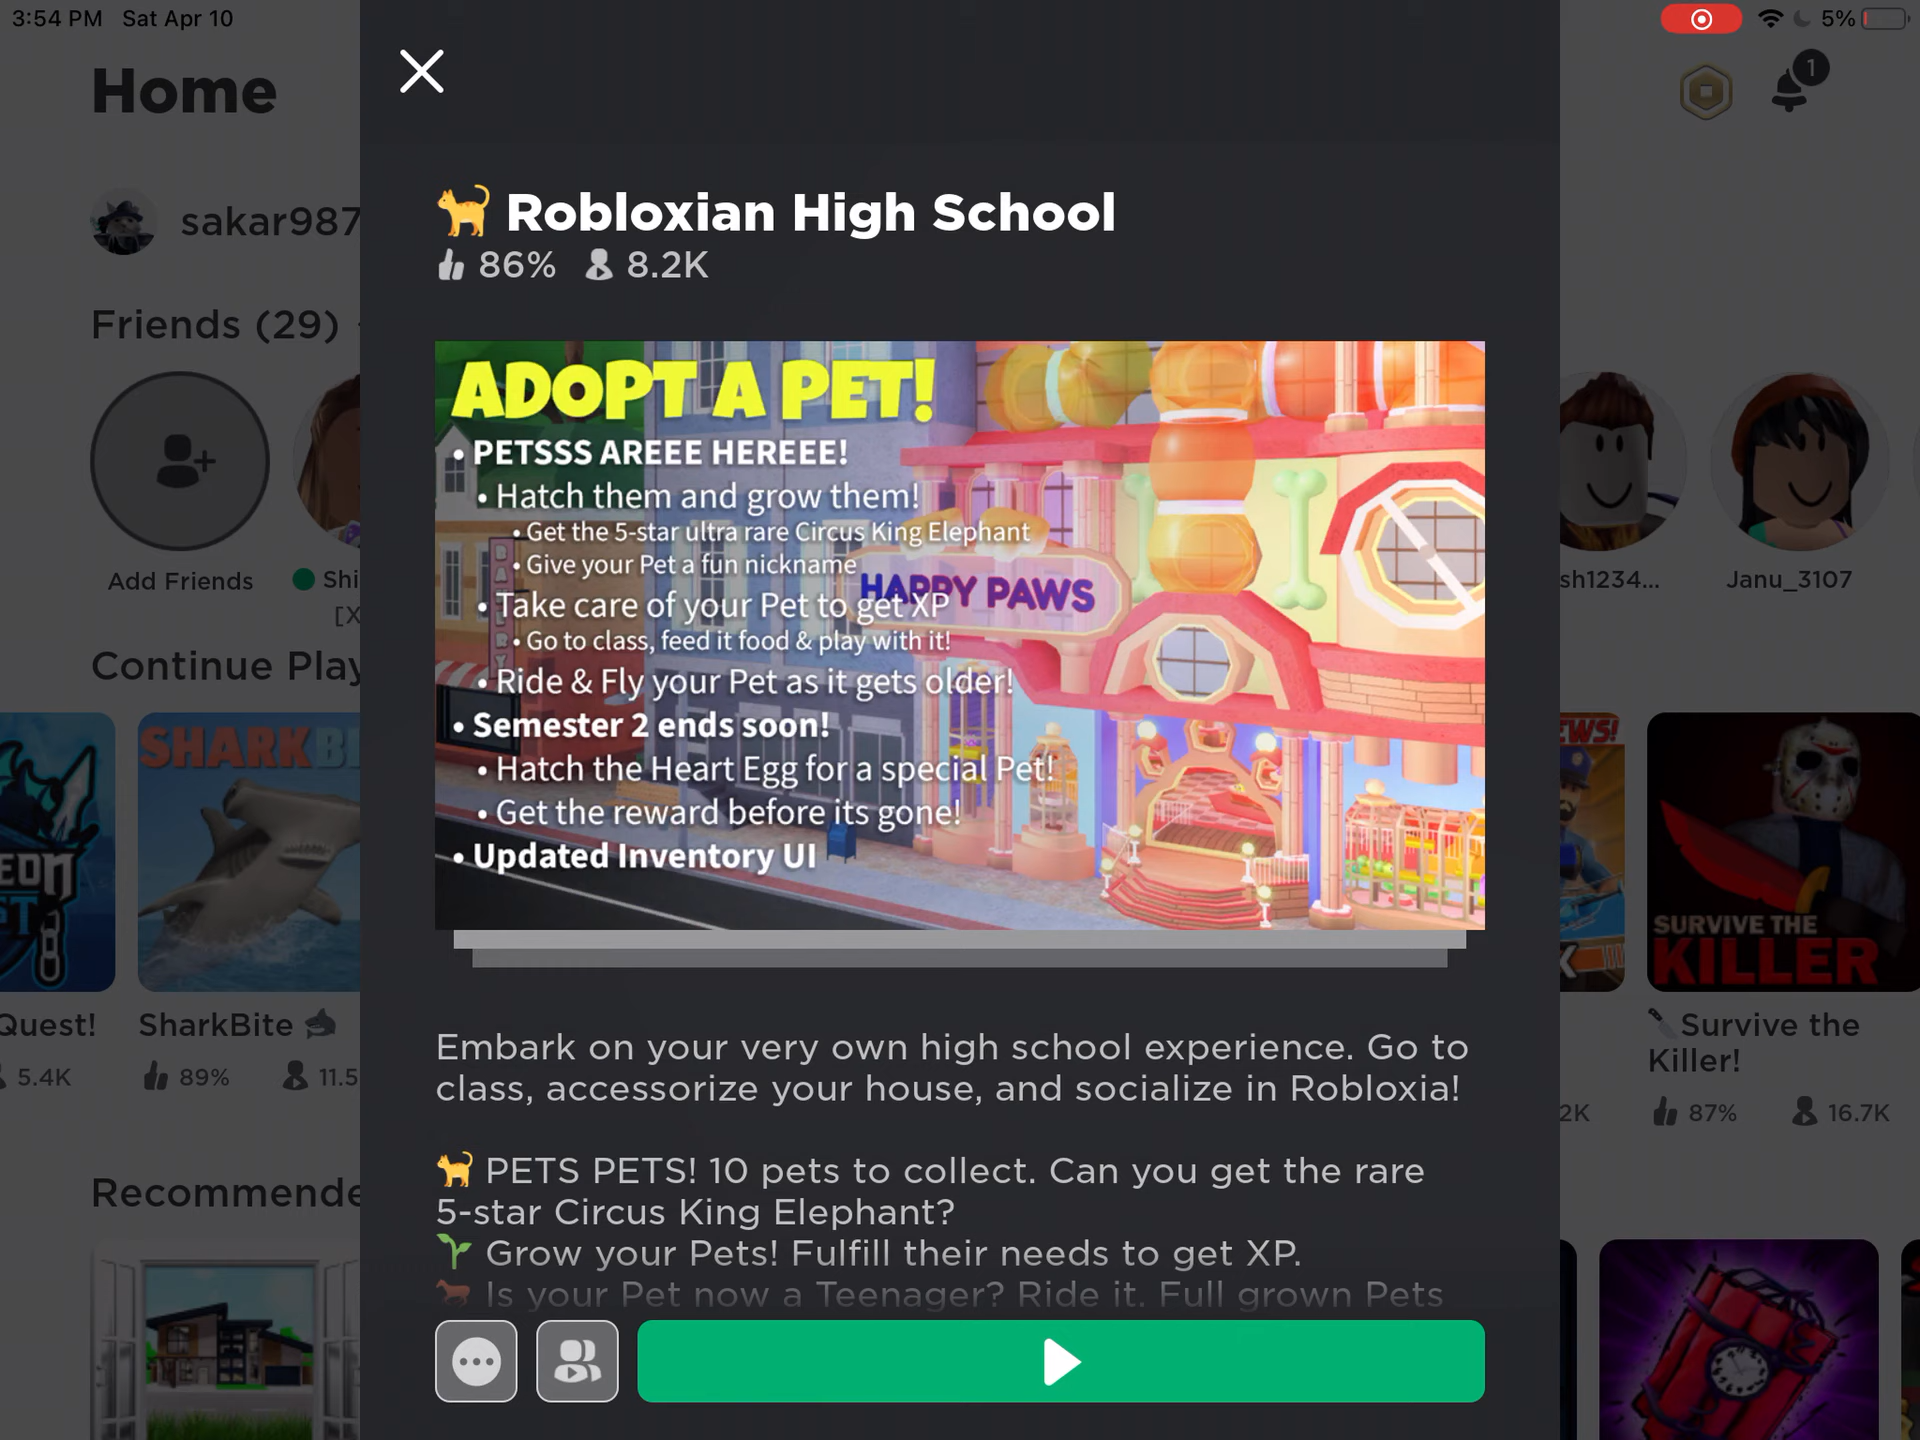 3:54 PM Sat Apr 10
5%
Home
1
sakar987
Friends (29)
Add Friends
Shi
[X
sh1234...
Janu_3107
Continue Play
SHARKB
EWS!
EON
SURVIVE THE
KILLER
Quest!
5.4K
SharkBite
89% 11.5
2K
Survive the
Killer!
87% 16.7K
Recommende
Robloxian High School
86% 8.2K
ADOPT A PET!
• PETSSS AREEE HEREEE!
• Hatch them and grow them!
• Get the 5-star ultra rare Circus King Elephant
• Give your Pet a fun nickname
HAPPY PAWS
• Take care of your Pet to get XP
• Go to class, feed it food & play with it!
• Ride & Fly your Pet as it gets older!
• Semester 2 ends soon!
• Hatch the Heart Egg for a special Pet!
• Get the reward before its gone!
• Updated Inventory UI
Embark on your very own high school experience. Go to
class, accessorize your house, and socialize in Robloxia!
🐈 PETS PETS! 10 pets to collect. Can you get the rare
5-star Circus King Elephant?
🌱 Grow your Pets! Fulfill their needs to get XP.
🐎 Is your Pet now a Teenager? Ride it. Full grown Pets